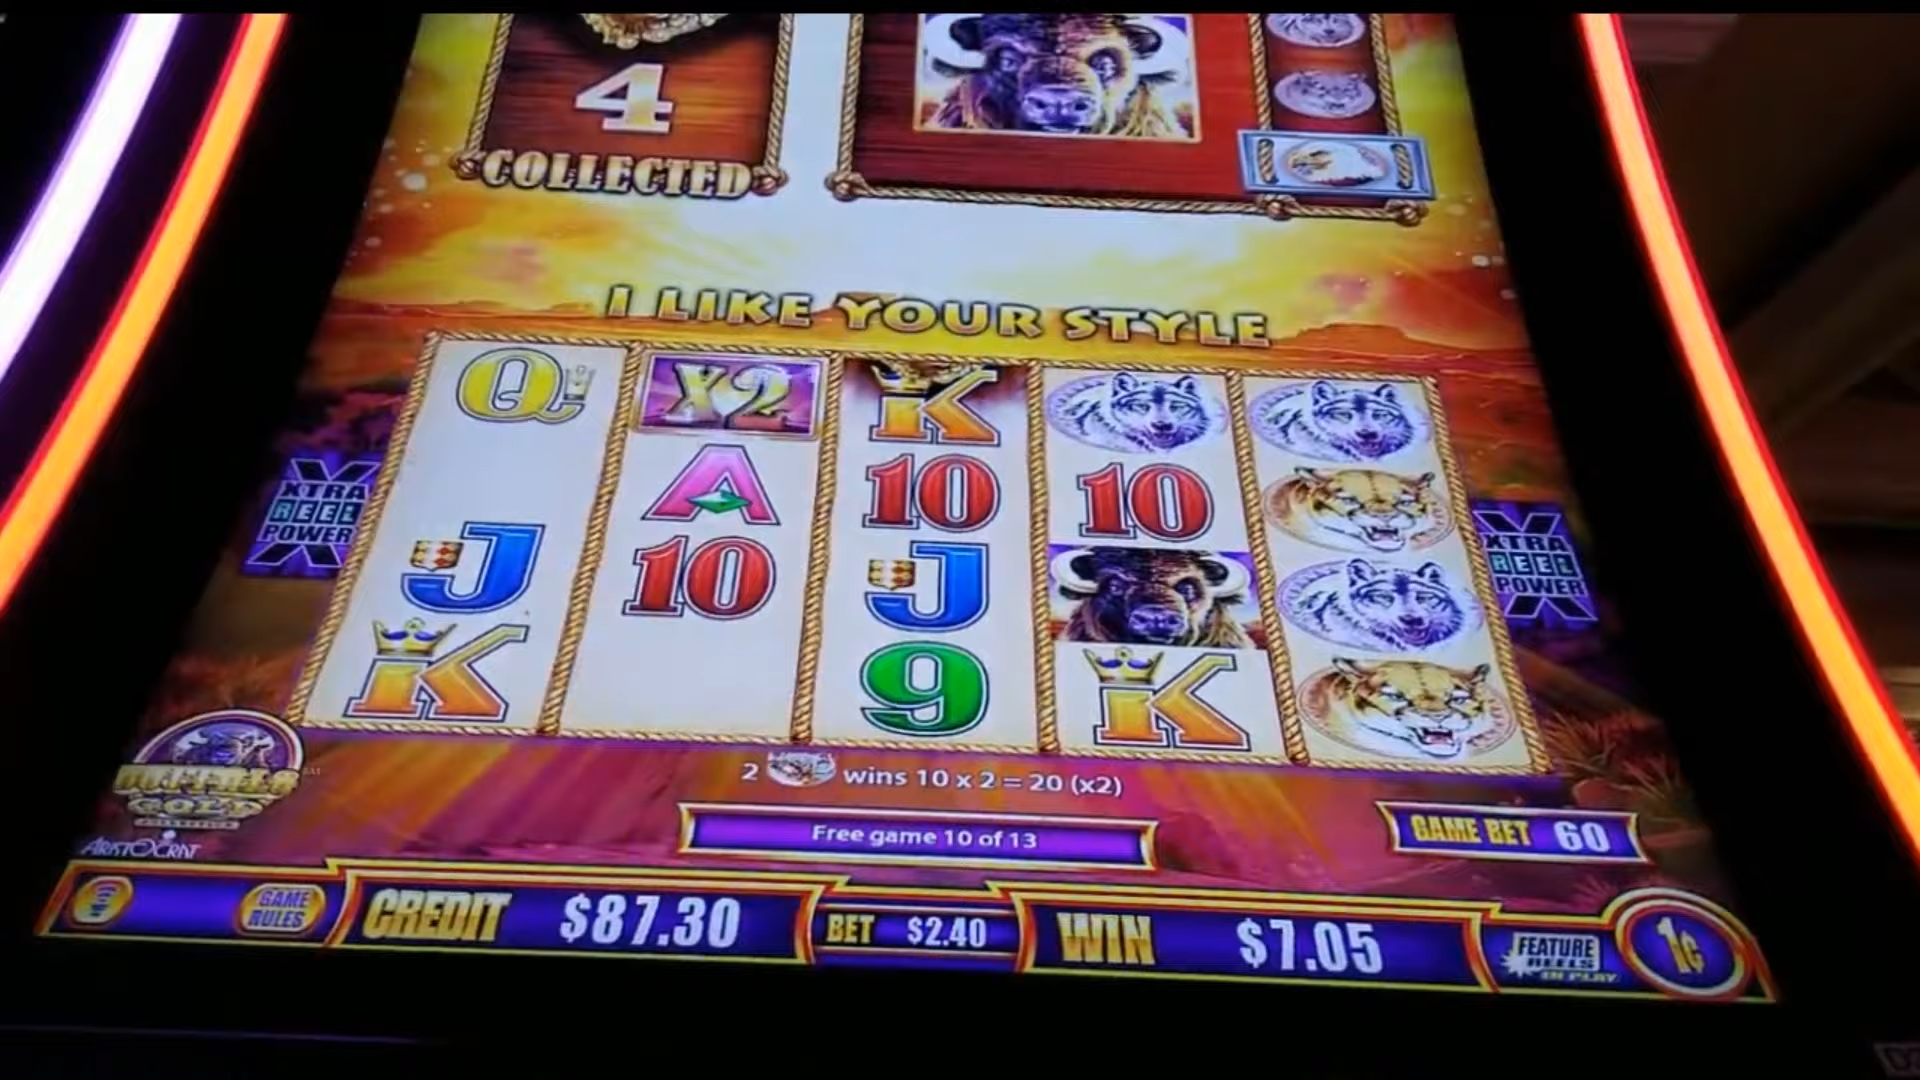 4
COLLECTED
I LIKE YOUR STYLE
Q X2 K
A 10 10
J 10 J
K 9 K
XTRA
REEL
POWER
XTRA
REEL
POWER
2 wins 10 x 2 = 20 (x2)
Free game 10 of 13
GAME BET 60
BUFFALO
GOLD
ARISTOCRAT
GAME
RULES
CREDIT $87.30
BET $2.40
WIN $7.05
FEATURE
REELS
IN PLAY
1¢